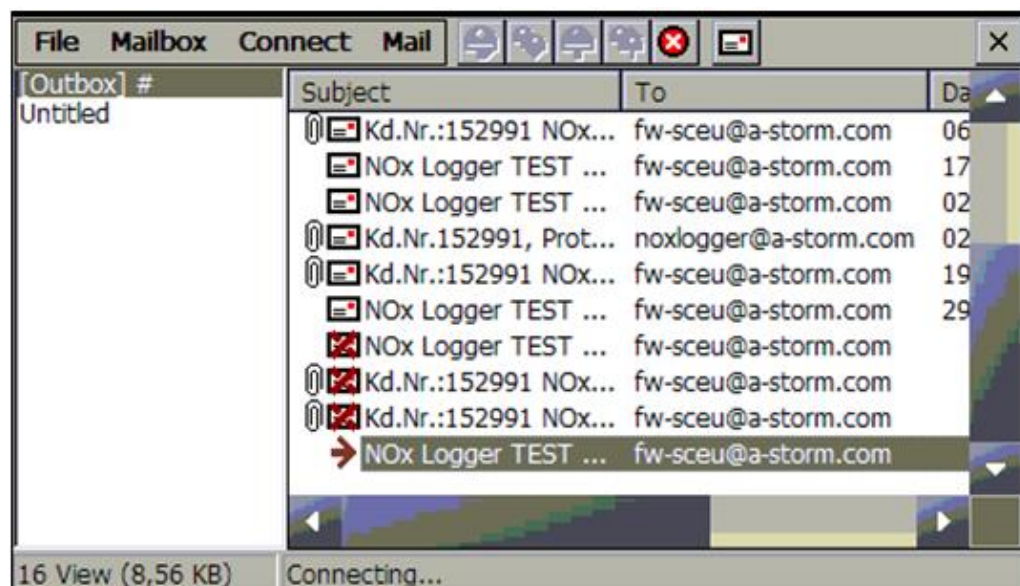 File Mailbox Connect Mail
[Outbox] #
Untitled
Subject To Da
Kd.Nr.:152991 NOx... fw-sceu@a-storm.com 06
NOx Logger TEST ... fw-sceu@a-storm.com 17
NOx Logger TEST ... fw-sceu@a-storm.com 02
Kd.Nr.152991, Prot... noxlogger@a-storm.com 02
Kd.Nr.:152991 NOx... fw-sceu@a-storm.com 19
NOx Logger TEST ... fw-sceu@a-storm.com 29
NOx Logger TEST ... fw-sceu@a-storm.com
Kd.Nr.:152991 NOx... fw-sceu@a-storm.com
Kd.Nr.:152991 NOx... fw-sceu@a-storm.com
NOx Logger TEST ... fw-sceu@a-storm.com
16 View (8,56 KB) Connecting...